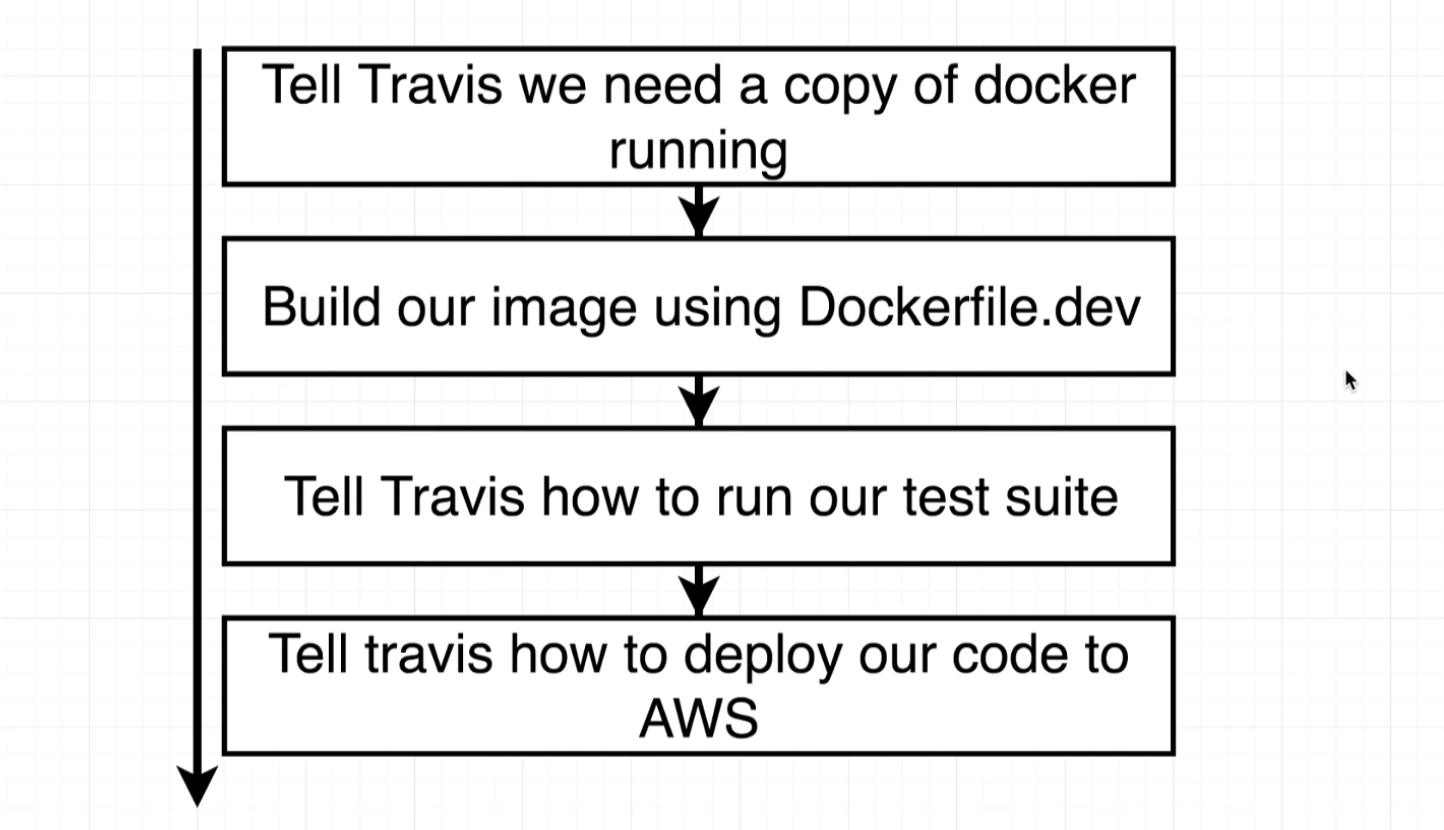 Tell Travis we need a copy of docker
running
Build our image using Dockerfile.dev
Tell Travis how to run our test suite
Tell travis how to deploy our code to
AWS